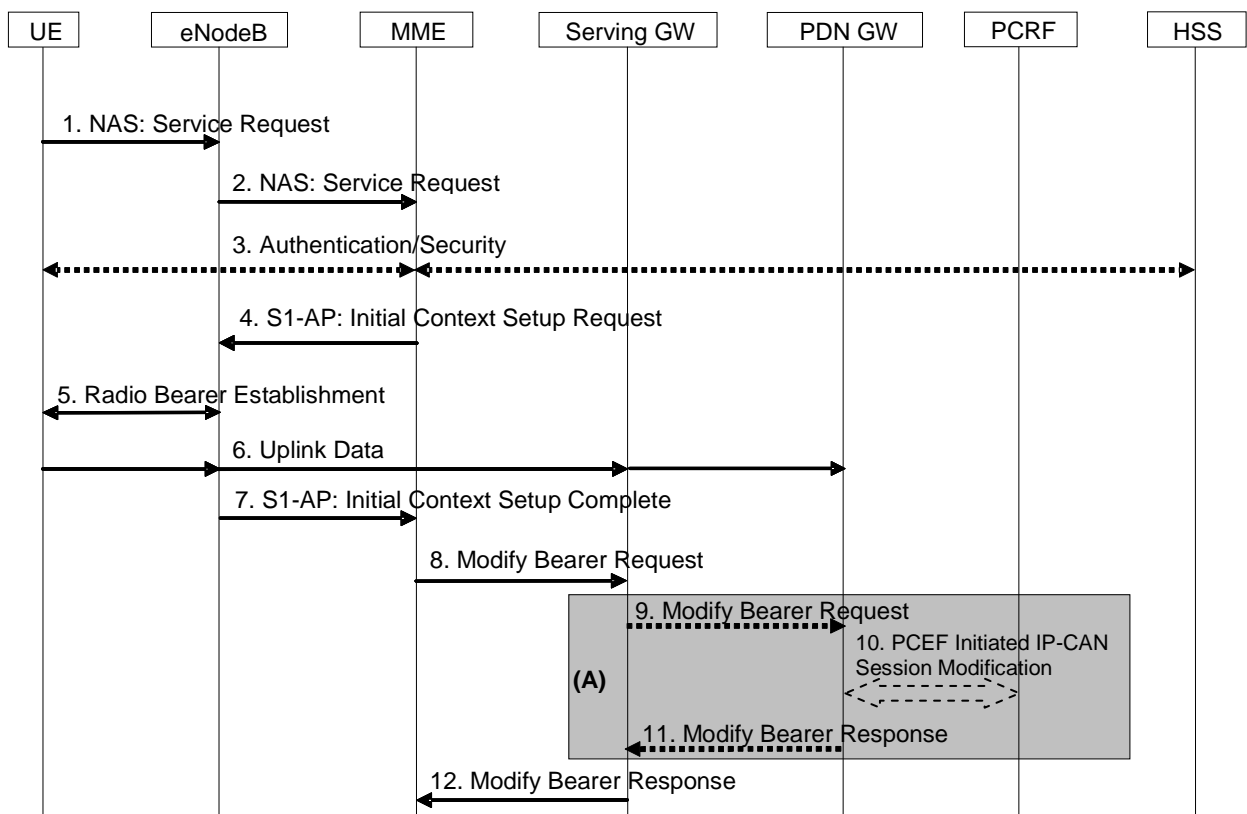 UE
eNodeB
MME
Serving GW
PDN GW
PCRF
HSS
1. NAS: Service Request
2. NAS: Service Request
3. Authentication/Security
4. S1-AP: Initial Context Setup Request
5. Radio Bearer Establishment
6. Uplink Data
7. S1-AP: Initial Context Setup Complete
8. Modify Bearer Request
9. Modify Bearer Request
10. PCEF Initiated IP-CAN
Session Modification
(A)
11. Modify Bearer Response
12. Modify Bearer Response